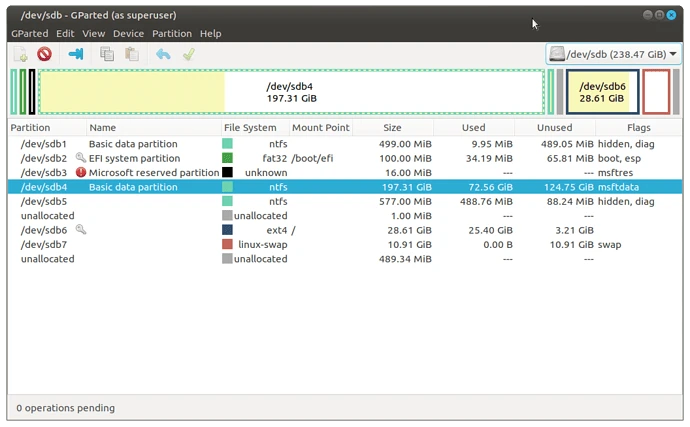 /dev/sdb - GParted (as superuser)
GParted Edit View Device Partition Help
/dev/sdb (238.47 GiB)
/dev/sdb4
197.31 GiB
/dev/sdb6
28.61 GiB
Partition Name File System Mount Point Size Used Unused Flags
/dev/sdb1 Basic data partition ntfs 499.00 MiB 9.95 MiB 489.05 MiB hidden, diag
/dev/sdb2 EFI system partition fat32 /boot/efi 100.00 MiB 34.19 MiB 65.81 MiB boot, esp
/dev/sdb3 Microsoft reserved partition unknown 16.00 MiB --- --- msftres
/dev/sdb4 Basic data partition ntfs 197.31 GiB 72.56 GiB 124.75 GiB msftdata
/dev/sdb5 ntfs 577.00 MiB 488.76 MiB 88.24 MiB hidden, diag
unallocated unallocated 1.00 MiB --- ---
/dev/sdb6 ext4 / 28.61 GiB 25.40 GiB 3.21 GiB
/dev/sdb7 linux-swap 10.91 GiB 0.00 B 10.91 GiB swap
unallocated unallocated 489.34 MiB --- ---
0 operations pending